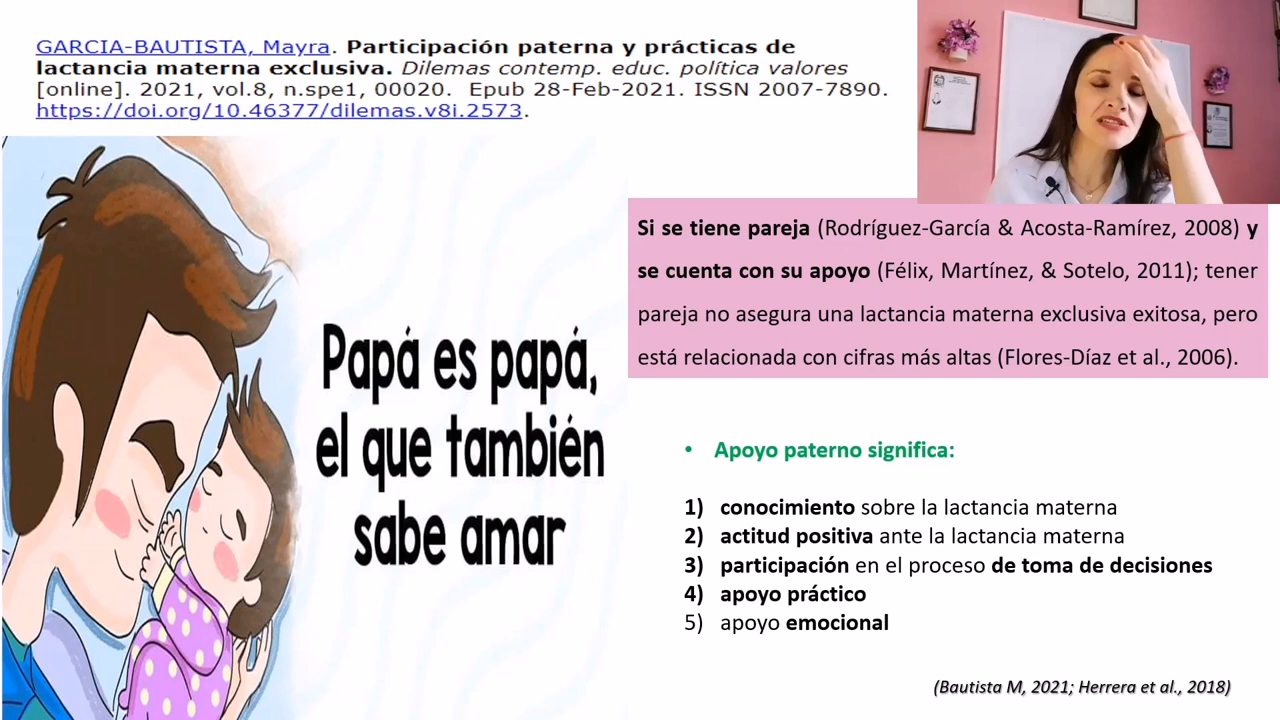 GARCIA-BAUTISTA, Mayra. Participación paterna y prácticas de
lactancia materna exclusiva. Dilemas contemp. educ. política valores
[online]. 2021, vol.8, n.spe1, 00020. Epub 28-Feb-2021. ISSN 2007-7890.
https://doi.org/10.46377/dilemas.v8i.2573.
Papá es papá,
el que también
sabe amar
Si se tiene pareja (Rodríguez-García & Acosta-Ramírez, 2008) y
se cuenta con su apoyo (Félix, Martínez, & Sotelo, 2011); tener
pareja no asegura una lactancia materna exclusiva exitosa, pero
está relacionada con cifras más altas (Flores-Díaz et al., 2006).
• Apoyo paterno significa:
1) conocimiento sobre la lactancia materna
2) actitud positiva ante la lactancia materna
3) participación en el proceso de toma de decisiones
4) apoyo práctico
5) apoyo emocional
(Bautista M, 2021; Herrera et al., 2018)